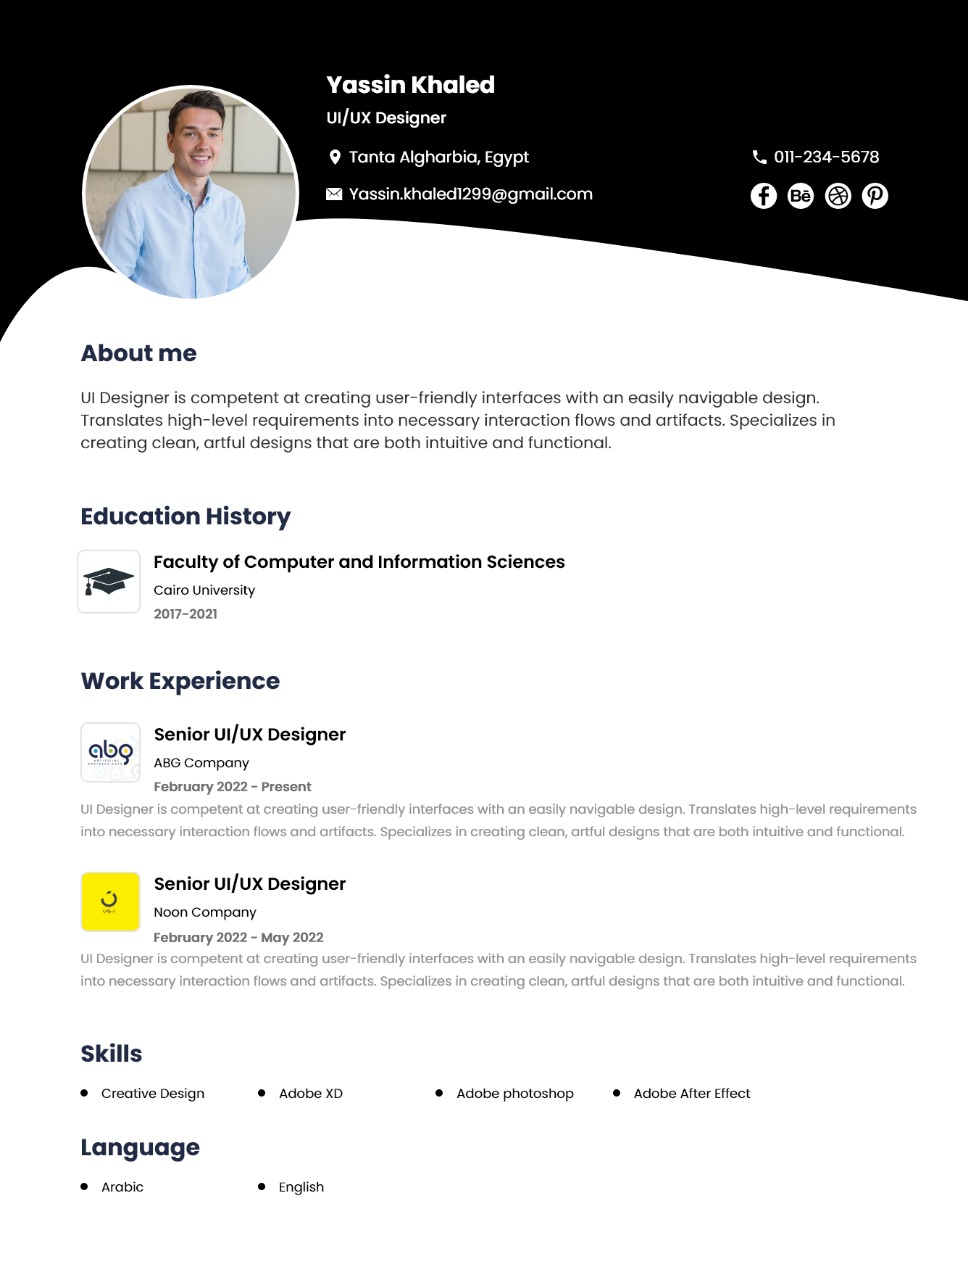 Yassin Khaled
UI/UX Designer
Tanta Algharbia, Egypt
011-234-5678
Yassin.khaled1299@gmail.com
Bē
About me
UI Designer is competent at creating user-friendly interfaces with an easily navigable design.
Translates high-level requirements into necessary interaction flows and artifacts. Specializes in
creating clean, artful designs that are both intuitive and functional.
Education History
Faculty of Computer and Information Sciences
Cairo University
2017-2021
Work Experience
Senior UI/UX Designer
abg
ABG Company
February 2022 - Present
UI Designer is competent at creating user-friendly interfaces with an easily navigable design. Translates high-level requirements
into necessary interaction flows and artifacts. Specializes in creating clean, artful designs that are both intuitive and functional.
Senior UI/UX Designer
ن
نون
Noon Company
February 2022 - May 2022
UI Designer is competent at creating user-friendly interfaces with an easily navigable design. Translates high-level requirements
into necessary interaction flows and artifacts. Specializes in creating clean, artful designs that are both intuitive and functional.
Skills
Creative Design
Adobe XD
Adobe photoshop
Adobe After Effect
Language
Arabic
English